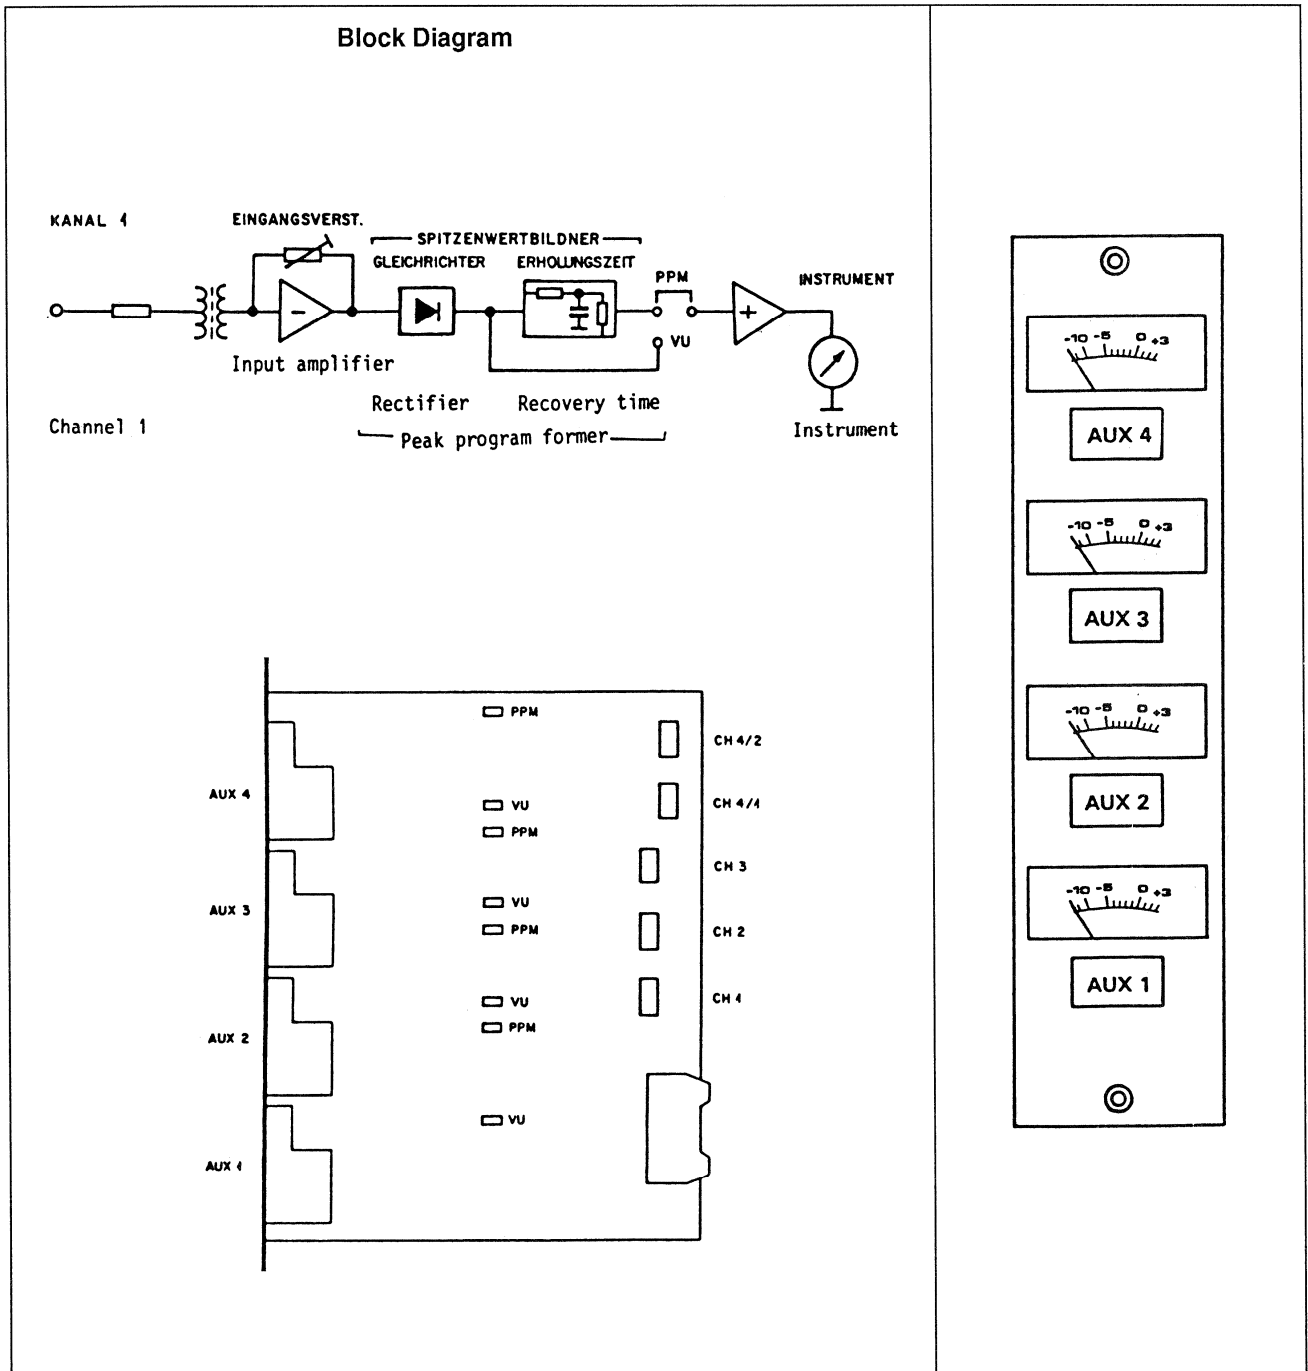 Block Diagram
KANAL 1
EINGANGSVERST.
SPITZENWERTBILDNER
GLEICHRICHTER
ERHOLUNGSZEIT
PPM
VU
INSTRUMENT
-
+
Input amplifier
Rectifier
Recovery time
Peak program former
Channel 1
Instrument
AUX 4
AUX 3
AUX 2
AUX 1
PPM
VU
PPM
VU
PPM
VU
PPM
VU
CH 4/2
CH 4/1
CH 3
CH 2
CH 1
-10 -5 0 +3
AUX 4
-10 -5 0 +3
AUX 3
-10 -5 0 +3
AUX 2
-10 -5 0 +3
AUX 1